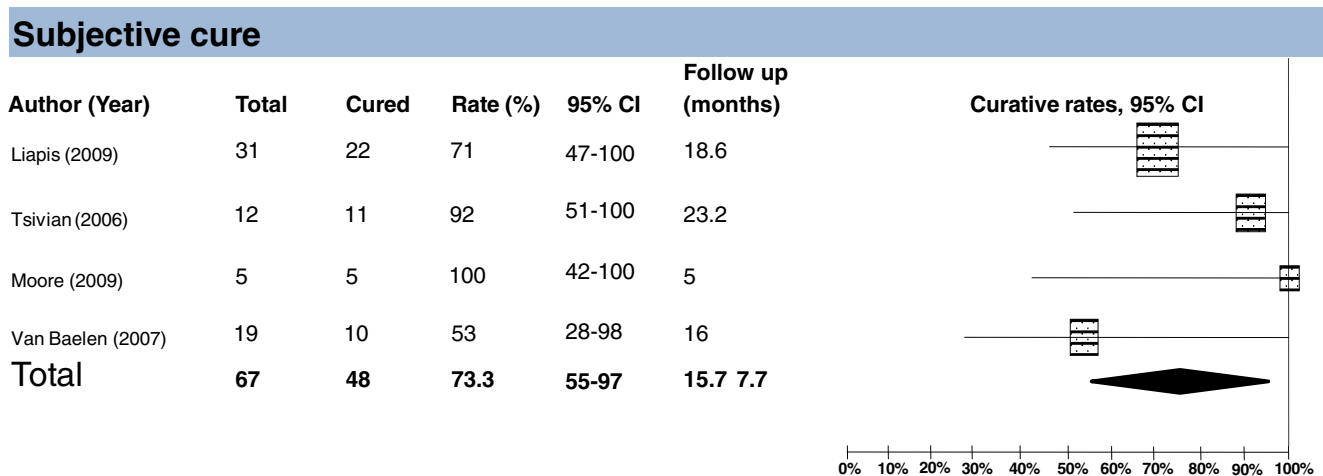 Subjective cure
Follow up
Author (Year) Total Cured Rate (%) 95% CI (months) Curative rates, 95% CI
Liapis (2009) 31 22 71 47-100 18.6
Tsivian (2006) 12 11 92 51-100 23.2
Moore (2009) 5 5 100 42-100 5
Van Baelen (2007) 19 10 53 28-98 16
Total 67 48 73.3 55-97 15.7 7.7
0% 10% 20% 30% 40% 50% 60% 70% 80% 90% 100%